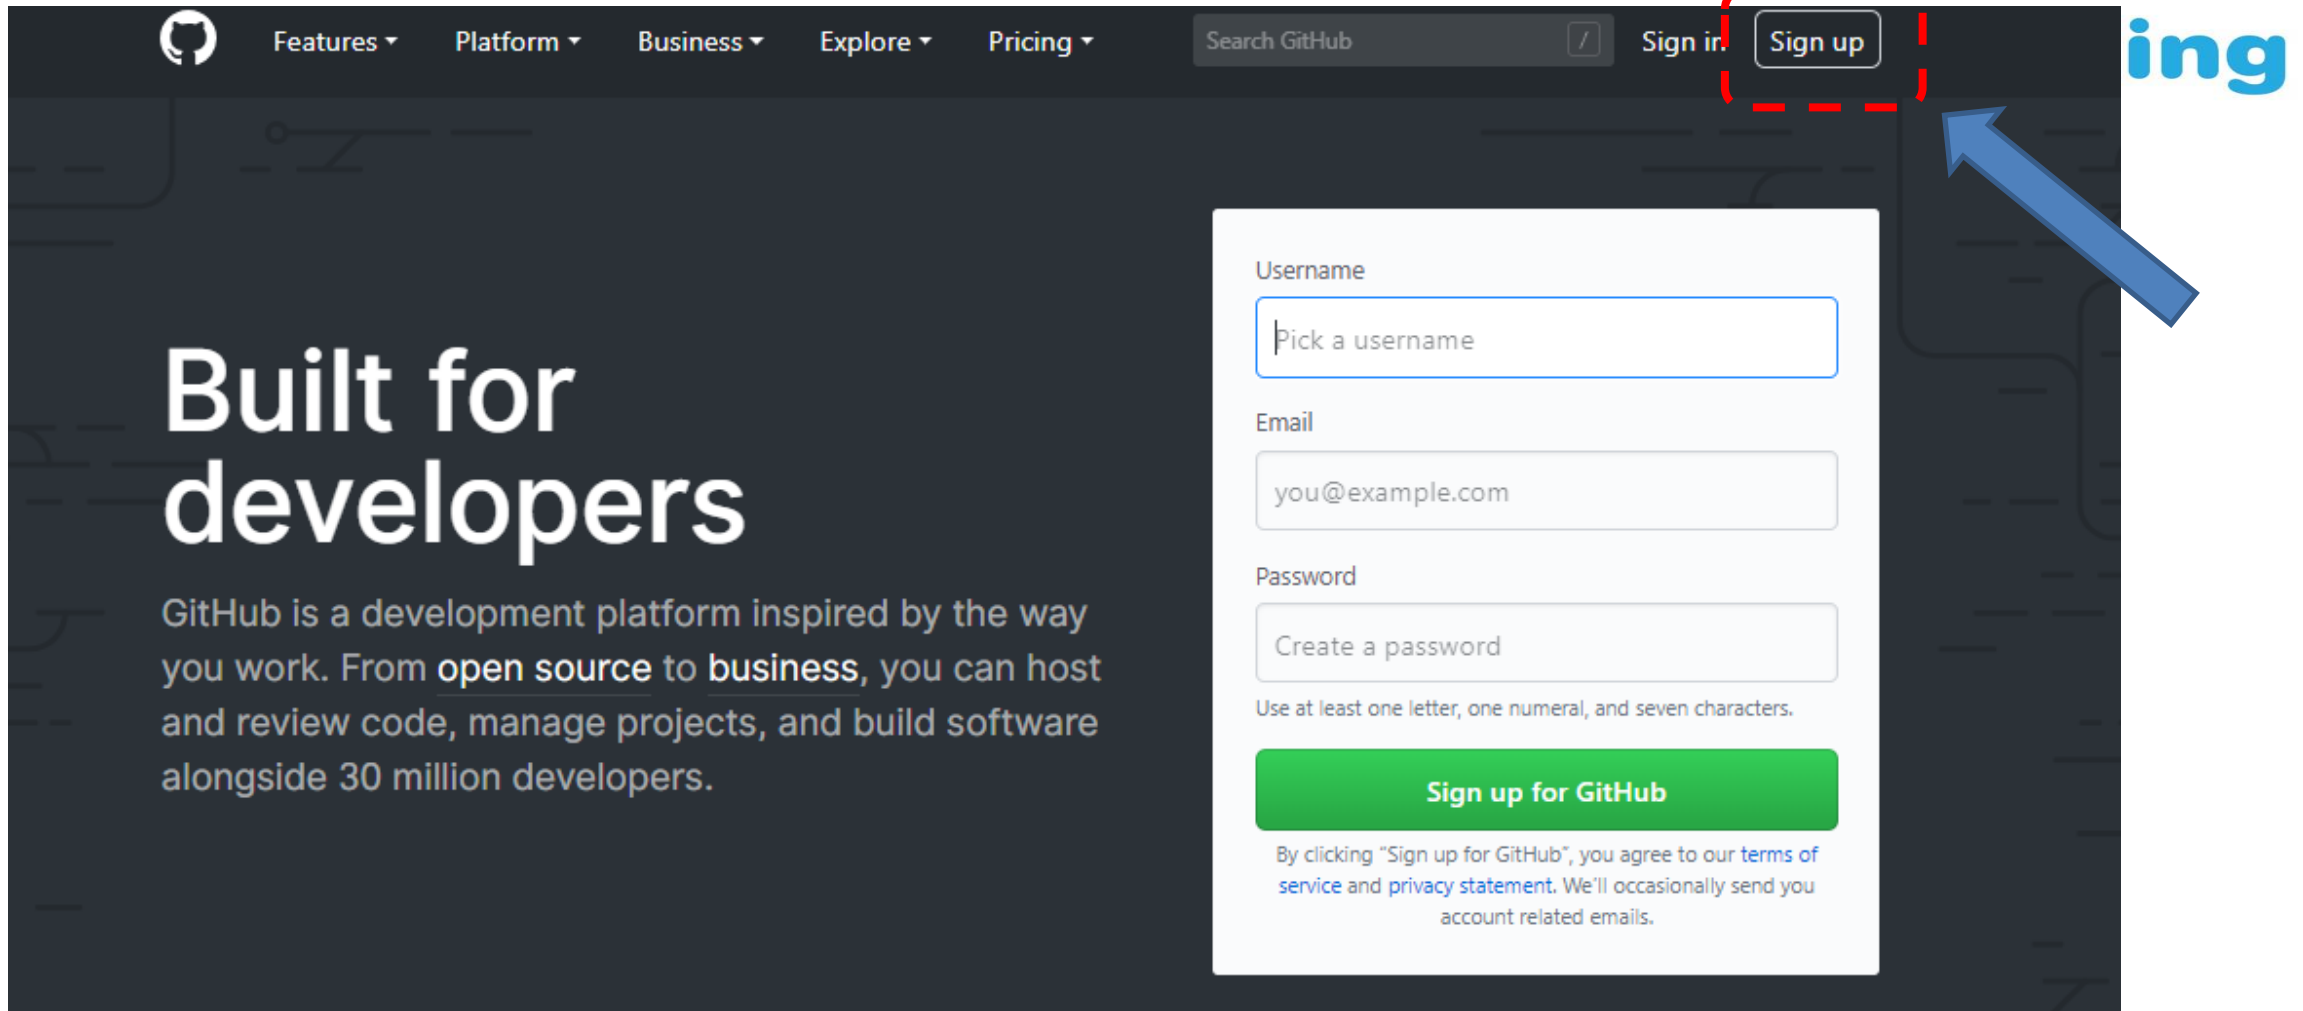 Features Platform Business Explore Pricing Search GitHub / Sign in Sign up
ing
Built for
developers
GitHub is a development platform inspired by the way
you work. From open source to business, you can host
and review code, manage projects, and build software
alongside 30 million developers.
Username
Pick a username
Email
you@example.com
Password
Create a password
Use at least one letter, one numeral, and seven characters.
Sign up for GitHub
By clicking “Sign up for GitHub”, you agree to our terms of
service and privacy statement. We’ll occasionally send you
account related emails.